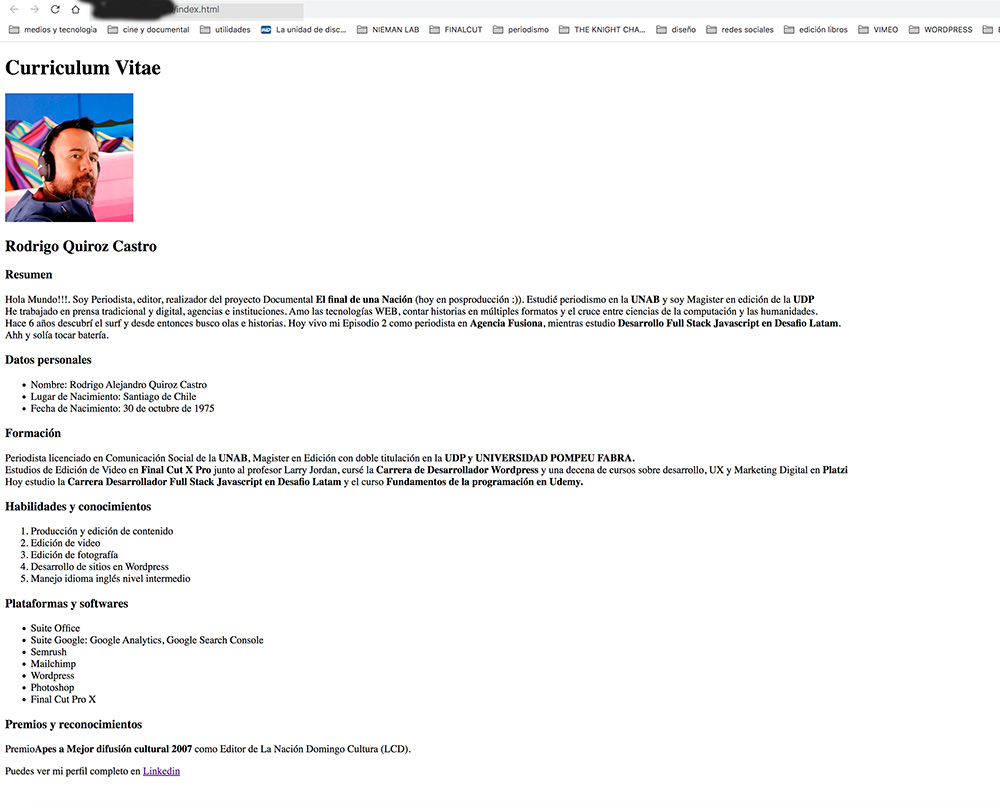 /index.html
medios y tecnologia cine y documental utilidades La unidad de disc... NIEMAN LAB FINALCUT periodismo THE KNIGHT CHA... diseño redes sociales edición libros VIMEO WORDPRESS
Curriculum Vitae
Rodrigo Quiroz Castro
Resumen
Hola Mundo!!!. Soy Periodista, editor, realizador del proyecto Documental El final de una Nación (hoy en posproducción :)). Estudié periodismo en la UNAB y soy Magister en edición de la UDP
He trabajado en prensa tradicional y digital, agencias e instituciones. Amo las tecnologías WEB, contar historias en múltiples formatos y el cruce entre ciencias de la computación y las humanidades.
Hace 6 años descubrí el surf y desde entonces busco olas e historias. Hoy vivo mi Episodio 2 como periodista en Agencia Fusiona, mientras estudio Desarrollo Full Stack Javascript en Desafio Latam.
Ahh y solía tocar batería.
Datos personales
• Nombre: Rodrigo Alejandro Quiroz Castro
• Lugar de Nacimiento: Santiago de Chile
• Fecha de Nacimiento: 30 de octubre de 1975
Formación
Periodista licenciado en Comunicación Social de la UNAB, Magister en Edición con doble titulación en la UDP y UNIVERSIDAD POMPEU FABRA.
Estudios de Edición de Video en Final Cut X Pro junto al profesor Larry Jordan, cursé la Carrera de Desarrollador Wordpress y una decena de cursos sobre desarrollo, UX y Marketing Digital en Platzi
Hoy estudio la Carrera Desarrollador Full Stack Javascript en Desafio Latam y el curso Fundamentos de la programación en Udemy.
Habilidades y conocimientos
1. Producción y edición de contenido
2. Edición de video
3. Edición de fotografía
4. Desarrollo de sitios en Wordpress
5. Manejo idioma inglés nivel intermedio
Plataformas y softwares
• Suite Office
• Suite Google: Google Analytics, Google Search Console
• Semrush
• Mailchimp
• Wordpress
• Photoshop
• Final Cut Pro X
Premios y reconocimientos
PremioApes a Mejor difusión cultural 2007 como Editor de La Nación Domingo Cultura (LCD).
Puedes ver mi perfil completo en Linkedin